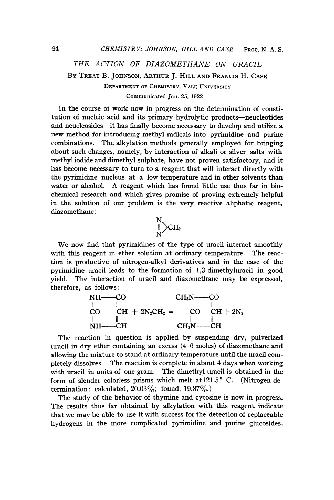 94 CHEMISTRY: JOHNSON, HILL AND CASE PROC. N. A. S.
THE ACTION OF DIAZOMETHANE ON URACIL
BY TREAT B. JOHNSON, ARTHUR J. HILL AND FRANCIS H. CASE
DEPARTMENT OF CHEMISTRY, YALE UNIVERSITY
Communicated Jan. 25, 1922
In the course of work now in progress on the determination of consti-
tution of nucleic acid and its primary hydrolytic products—nucleotides
and nucleosides—it has finally become necessary to develop and utilize a
new method for introducing methyl radicals into pyrimidine and purine
combinations. The alkylation methods generally employed for bringing
about such changes, namely, by interaction of alkali or silver salts with
methyl iodide and dimethyl sulphate, have not proven satisfactory, and it
has become necessary to turn to a reagent that will interact directly with
the pyrimidine nucleus at a low temperature and in other solvents than
water or alcohol. A reagent which has found little use thus far in bio-
chemical research and which gives promise of proving extremely helpful
in the solution of our problem is the very reactive aliphatic reagent,
diazomethane:
N
CH₂
N
We now find that pyrimidines of the type of uracil interact smoothly
with this reagent in ether solution at ordinary temperature. The reac-
tion is productive of nitrogen-alkyl derivatives and in the case of the
pyrimidine uracil leads to the formation of 1,3-dimethyluracil in good
yield. The interaction of uracil and diazomethane may be expressed,
therefore, as follows:
NH—CO CH₃N—CO
CO CH + 2N₂CH₂ = CO CH + 2N₂
NH—CH CH₃N—CH
The reaction in question is applied by suspending dry, pulverized
uracil in dry ether containing an excess (4–6 moles) of diazomethane and
allowing the mixture to stand at ordinary temperature until the uracil com-
pletely dissolves. The reaction is complete in about 4 days when working
with uracil in units of one gram. The dimethyl uracil is obtained in the
form of slender colorless prisms which melt at 121.5° C. (Nitrogen de-
termination: calculated, 20.03%; found, 19.87%.)
The study of the behavior of thymine and cytosine is now in progress.
The results thus far obtained by alkylation with this reagent indicate
that we may be able to use it with success for the detection of replaceable
hydrogen in the more complicated pyrimidine and purine glucosides.